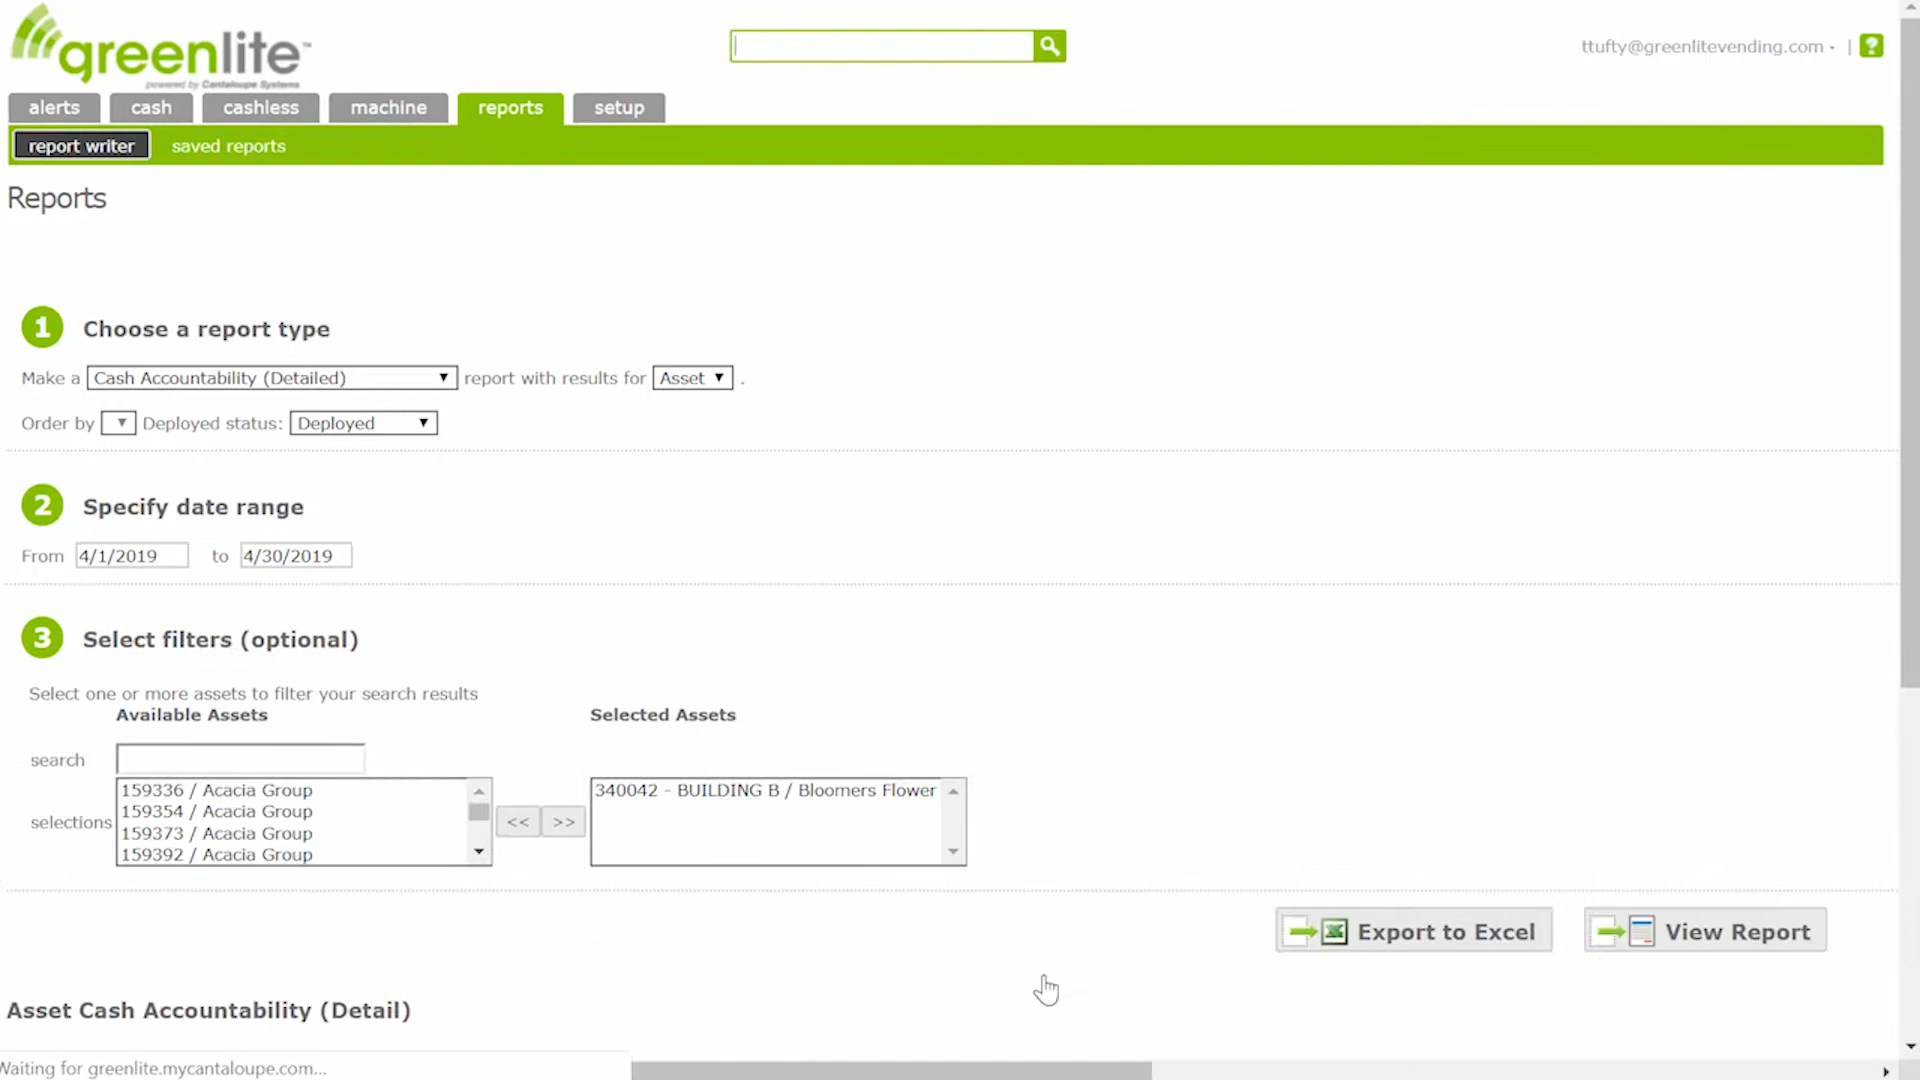 greenlite™
powered by Cantaloupe Systems
ttufty@greenlitevending.com - | ?
alerts cash cashless machine reports setup
report writer saved reports
Reports
1 Choose a report type
Make a Cash Accountability (Detailed) ▼ report with results for Asset ▼ .
Order by ▼ Deployed status: Deployed ▼
2 Specify date range
From 4/1/2019 to 4/30/2019
3 Select filters (optional)
Select one or more assets to filter your search results
Available Assets Selected Assets
search
159336 / Acacia Group 340042 - BUILDING B / Bloomers Flower
159354 / Acacia Group
selections << >>
159373 / Acacia Group
159392 / Acacia Group
Export to Excel View Report
Asset Cash Accountability (Detail)
Waiting for greenlite.mycantaloupe.com...